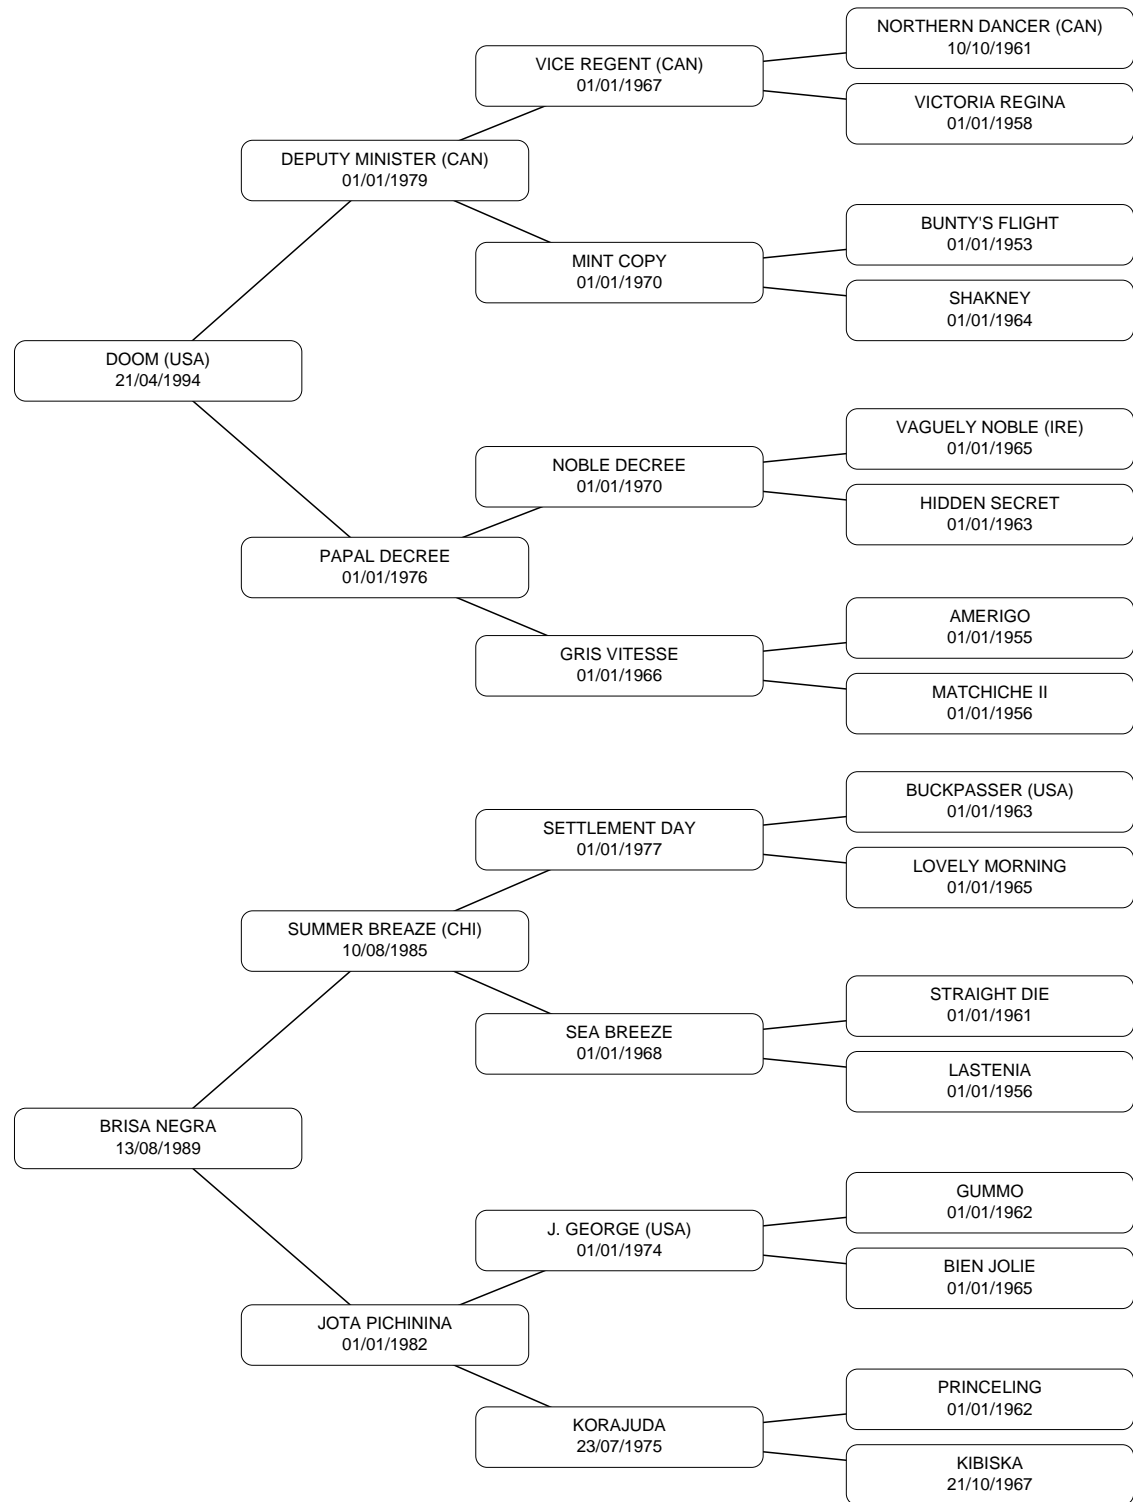 NORTHERN DANCER (CAN)
10/10/1961
VICE REGENT (CAN)
01/01/1967
VICTORIA REGINA
01/01/1958
DEPUTY MINISTER (CAN)
01/01/1979
BUNTY'S FLIGHT
01/01/1953
MINT COPY
01/01/1970
SHAKNEY
01/01/1964
DOOM (USA)
21/04/1994
VAGUELY NOBLE (IRE)
01/01/1965
NOBLE DECREE
01/01/1970
HIDDEN SECRET
01/01/1963
PAPAL DECREE
01/01/1976
AMERIGO
01/01/1955
GRIS VITESSE
01/01/1966
MATCHICHE II
01/01/1956
BUCKPASSER (USA)
01/01/1963
SETTLEMENT DAY
01/01/1977
LOVELY MORNING
01/01/1965
SUMMER BREAZE (CHI)
10/08/1985
STRAIGHT DIE
01/01/1961
SEA BREEZE
01/01/1968
LASTENIA
01/01/1956
BRISA NEGRA
13/08/1989
GUMMO
01/01/1962
J. GEORGE (USA)
01/01/1974
BIEN JOLIE
01/01/1965
JOTA PICHININA
01/01/1982
PRINCELING
01/01/1962
KORAJUDA
23/07/1975
KIBISKA
21/10/1967